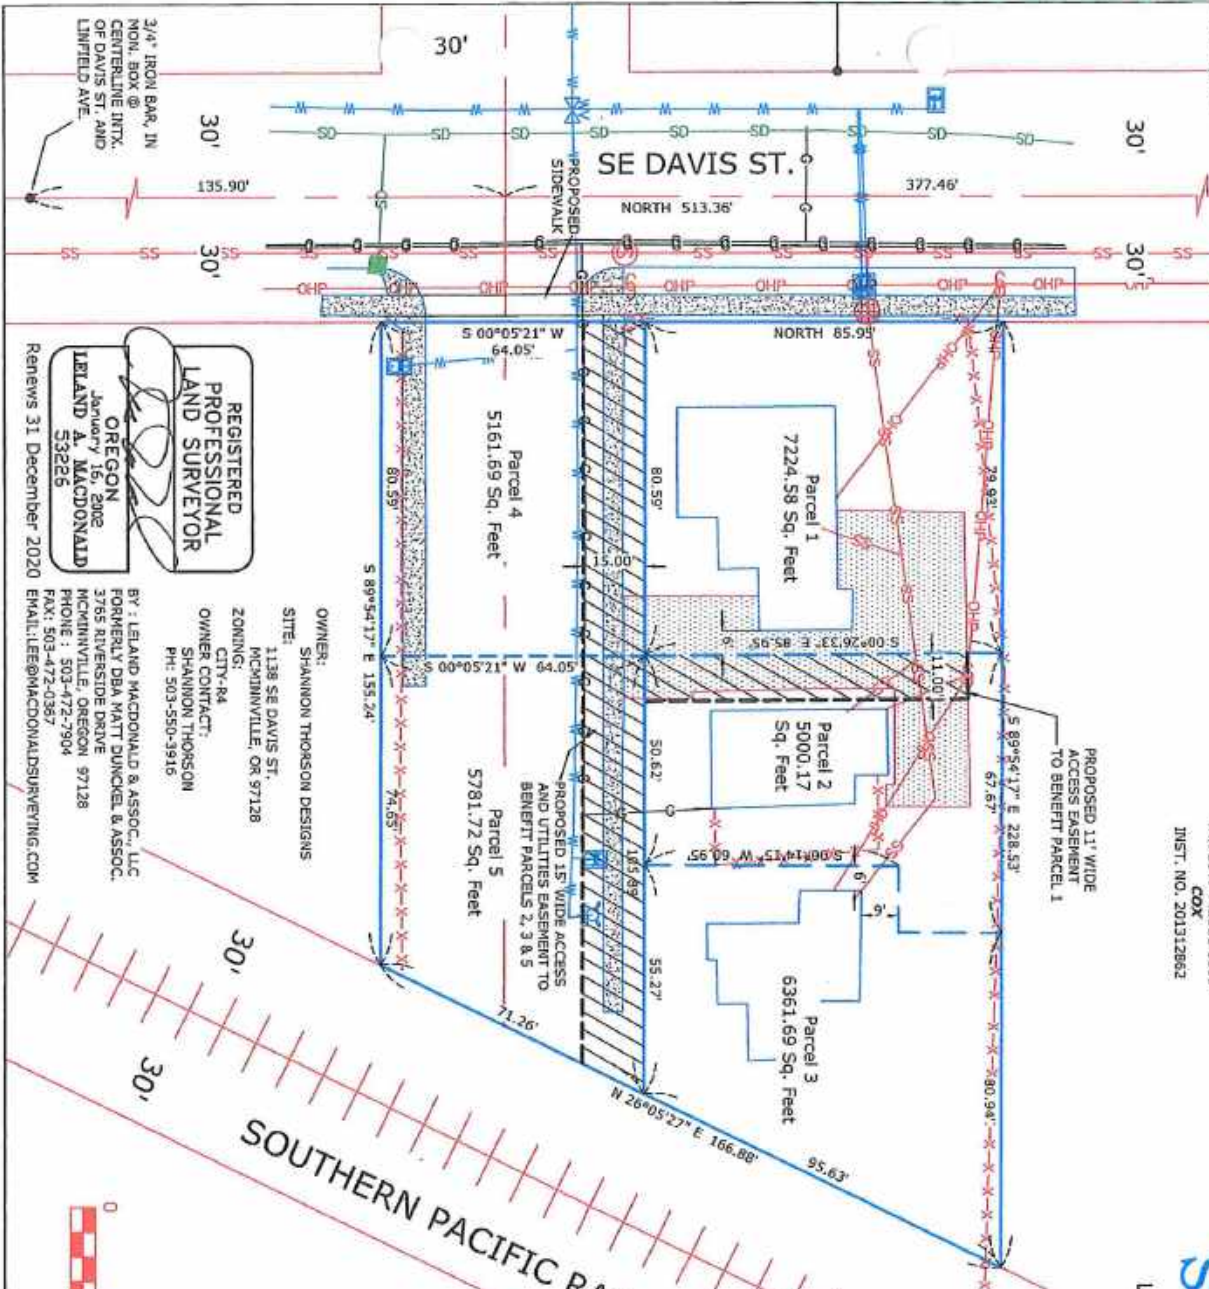 3/4" IRON BAR, IN
MON. BOX @
CENTERLINE INTX.
OF DAVIS ST. AND
LINFIELD AVE.
30'
30'
135.90'
30'
SE DAVIS ST.
NORTH 513.36'
377.46'
30'
30'
PROPOSED
SIDEWALK
S 00°05'21" W
64.05'
NORTH 85.95'
Parcel 4
5161.69 Sq. Feet
80.59'
80.59'
15.00'
Parcel 1
7224.58 Sq. Feet
79.93'
S 00°26'33" E 85.95'
11.00'
PROPOSED 11' WIDE
ACCESS EASEMENT
TO BENEFIT PARCEL 1
COX
INST. NO. 201312862
S 89°54'17" E 228.53'
67.67'
S 00°05'21" W 64.05'
Parcel 2
5000.17
Sq. Feet
50.62'
S 89°54'17" E 155.24'
74.65'
Parcel 5
5781.72 Sq. Feet
PROPOSED 15' WIDE ACCESS
AND UTILITIES EASEMENT TO
BENEFIT PARCELS 2, 3 & 5
S 00°14'15" W 60.95'
6'
55.27'
Parcel 3
6361.69 Sq. Feet
80.94'
71.26'
N 26°05'27" E 166.88'
95.63'
30'
30'
SOUTHERN PACIFIC
0
REGISTERED
PROFESSIONAL
LAND SURVEYOR
OREGON
January 16, 2002
LELAND A. MACDONALD
53226
Renews 31 December 2020
OWNER:
SHANNON THORSON DESIGNS
SITE:
1138 SE DAVIS ST.
MCMINNVILLE, OR 97128
ZONING:
CITY-R4
OWNER CONTACT:
SHANNON THORSON
PH: 503-550-3916
BY : LELAND MACDONALD & ASSOC., LLC
FORMERLY DBA MATT DUNCKEL & ASSOC.
3765 RIVERSIDE DRIVE
MCMINNVILLE, OREGON 97128
PHONE : 503-472-7904
FAX: 503-472-0367
EMAIL:LEE@MACDONALDSURVEYING.COM